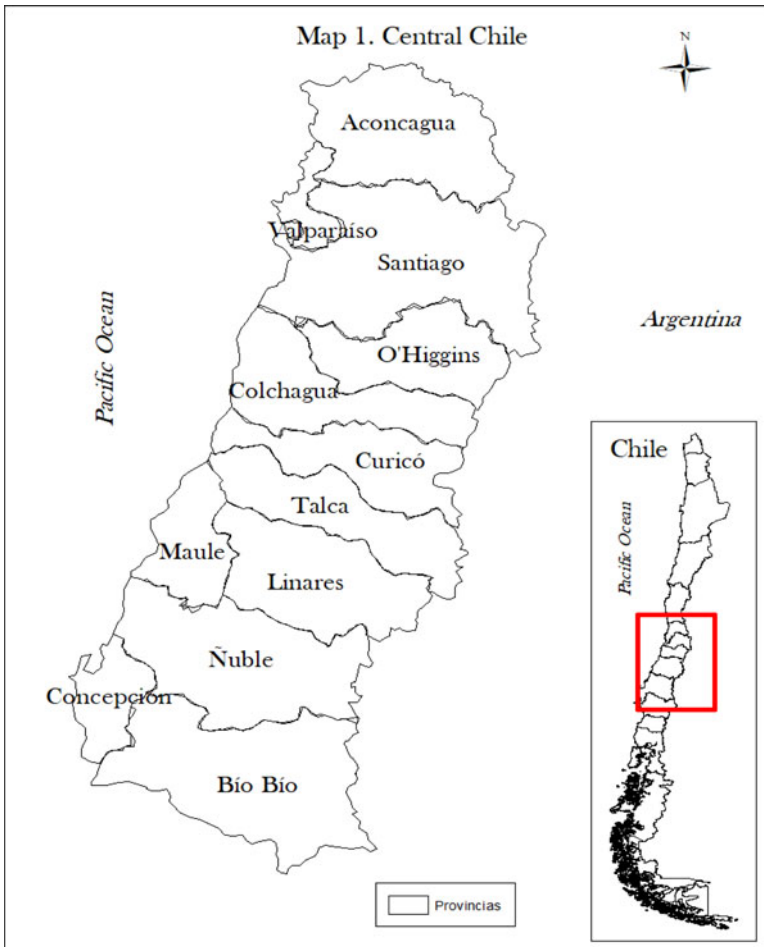 Map 1. Central Chile
N
Aconcagua
Valparaíso
Santiago
Pacific Ocean
Argentina
O'Higgins
Colchagua
Curicó
Talca
Maule
Linares
Ñuble
Concepción
Bío Bío
Chile
Pacific Ocean
Provincias